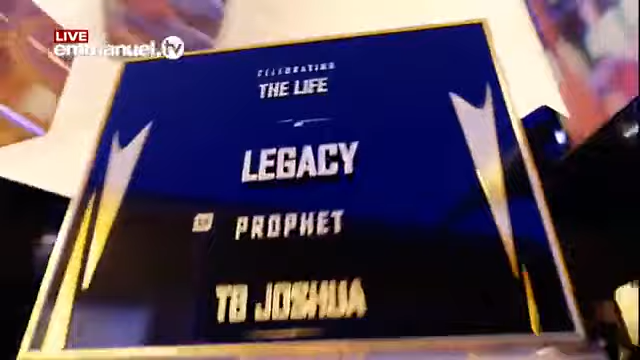 LIVE
emmanuel.tv
CELEBRATING
THE LIFE
LEGACY
PROPHET
TB JOSHUA